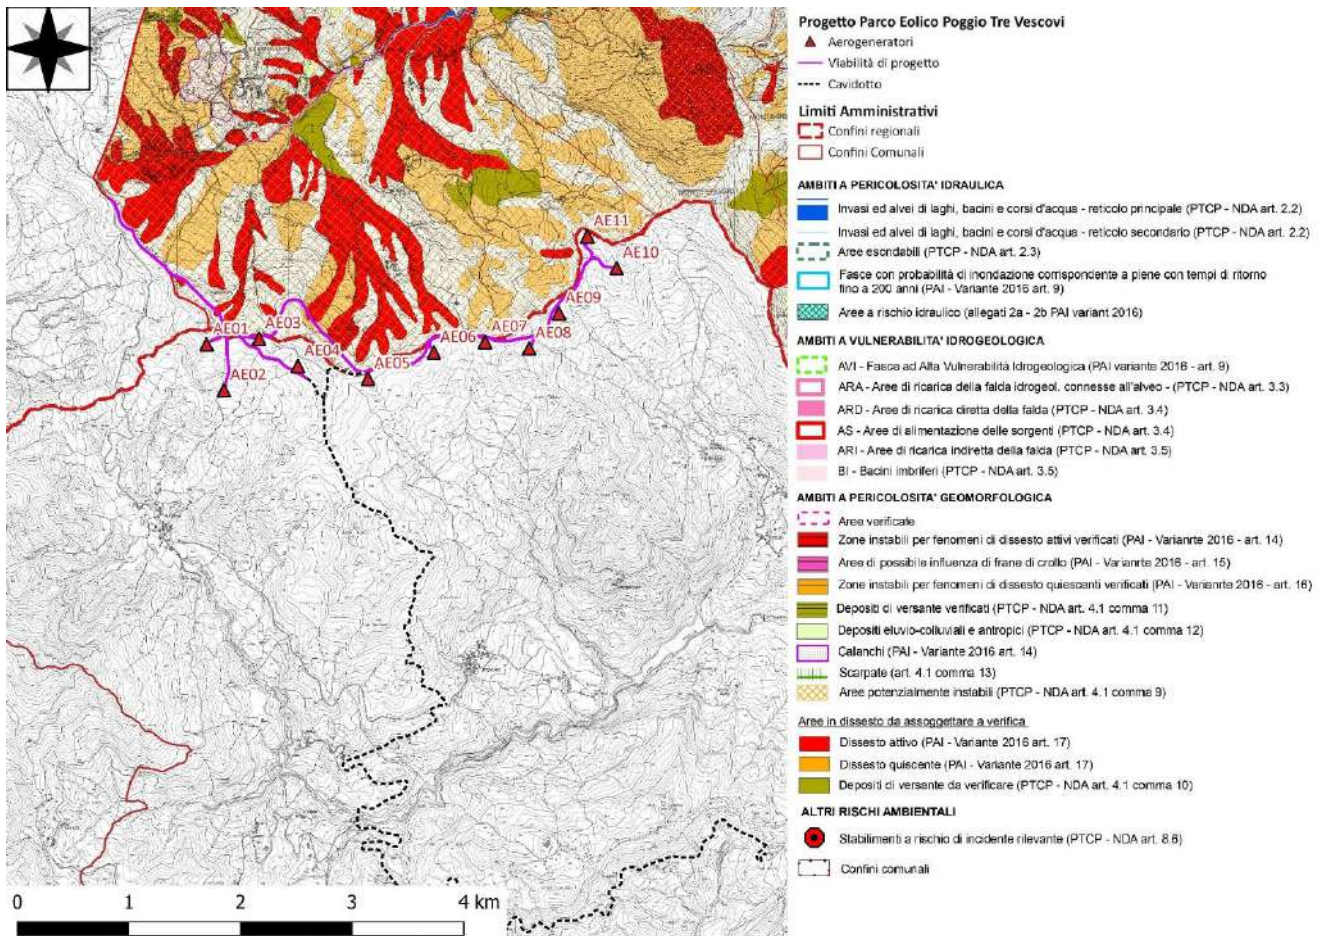 Progetto Parco Eolico Poggio Tre Vescovi
Aerogeneratori
Viabilità di progetto
Cavidotto
Limiti Amministrativi
Confini regionali
Confini Comunali
AMBITI A PERICOLOSITA' IDRAULICA
Invasi ed alvei di laghi, bacini e corsi d'acqua - reticolo principale (PTCP - NDA art. 2.2)
Invasi ed alvei di laghi, bacini e corsi d'acqua - reticolo secondario (PTCP - NDA art. 2.2)
Aree esondabili (PTCP - NDA art. 2.3)
Fasce con probabilità di inondazione corrispondente a piene con tempi di ritorno
fino a 200 anni (PAI - Variante 2016 art. 9)
Aree a rischio idraulico (allegati 2a - 2b PAI variant 2016)
AMBITI A VULNERABILITA' IDROGEOLOGICA
AVI - Fasca ad Alta Vulnerabilità Idrogeologica (PAI variante 2016 - art. 9)
ARA - Aree di ricarica della falda idrogeol. connesse all'alveo - (PTCP - NDA art. 3.3)
ARD - Aree di ricarica diretta della falda (PTCP - NDA art. 3.4)
AS - Aree di alimentazione delle sorgenti (PTCP - NDA art. 3.4)
ARI - Aree di ricarica indiretta della falda (PTCP - NDA art. 3.5)
BI - Bacini imbriferi (PTCP - NDA art. 3.5)
AMBITI A PERICOLOSITA' GEOMORFOLOGICA
Aree verificate
Zone instabili per fenomeni di dissesto attivi verificati (PAI - Varianrte 2016 - art. 14)
Aree di possibile influenza di frane di crollo (PAI - Varianrte 2016 - art. 15)
Zone instabili per fenomeni di dissesto quiescenti verificati (PAI - Varianrte 2016 - art. 16)
Depositi di versante verificati (PTCP - NDA art. 4.1 comma 11)
Depositi eluvio-colluviali e antropici (PTCP - NDA art. 4.1 comma 12)
Calanchi (PAI - Variante 2016 art. 14)
Scarpate (art. 4.1 comma 13)
Aree potenzialmente instabili (PTCP - NDA art. 4.1 comma 9)
Aree in dissesto da assoggettare a verifica
Dissesto attivo (PAI - Variante 2016 art. 17)
Dissesto quiscente (PAI - Variante 2016 art. 17)
Depositi di versante da verificare (PTCP - NDA art. 4.1 comma 10)
ALTRI RISCHI AMBIENTALI
Stabilimenti a rischio di incidente rilevante (PTCP - NDA art. 8.6)
Confini comunali
AE11
AE10
AE09
AE08
AE07
AE06
AE05
AE04
AE03
AE01
AE02
0 1 2 3 4 km